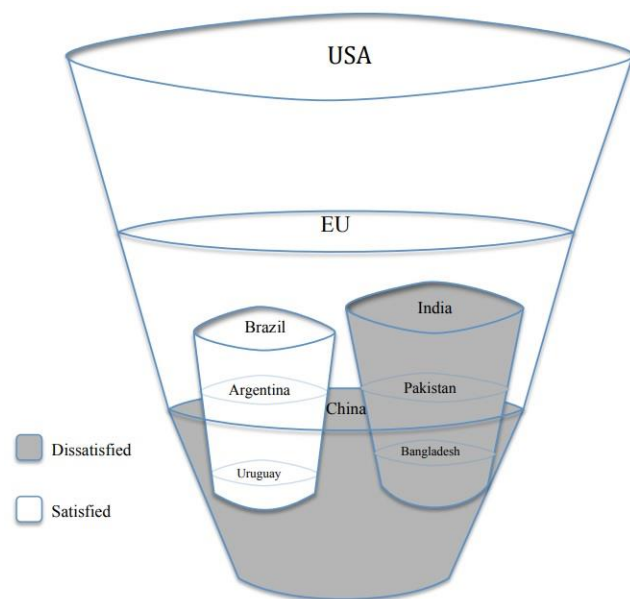 USA
EU
India
Brazil
Pakistan
Argentina
China
Bangladesh
Uruguay
Dissatisfied
Satisfied